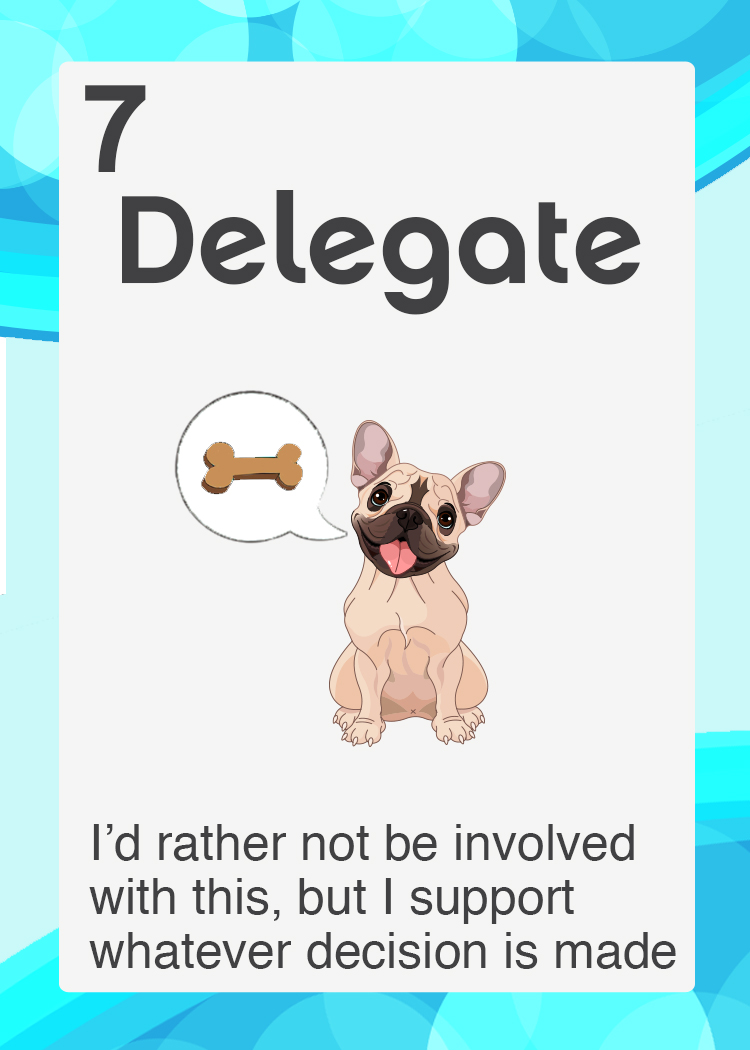 7
Delegate
I’d rather not be involved
with this, but I support
whatever decision is made